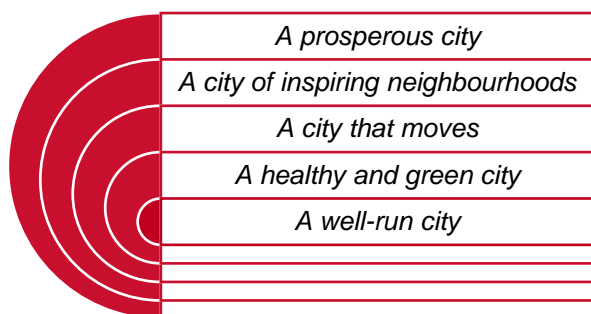 A prosperous city
A city of inspiring neighbourhoods
A city that moves
A healthy and green city
A well-run city